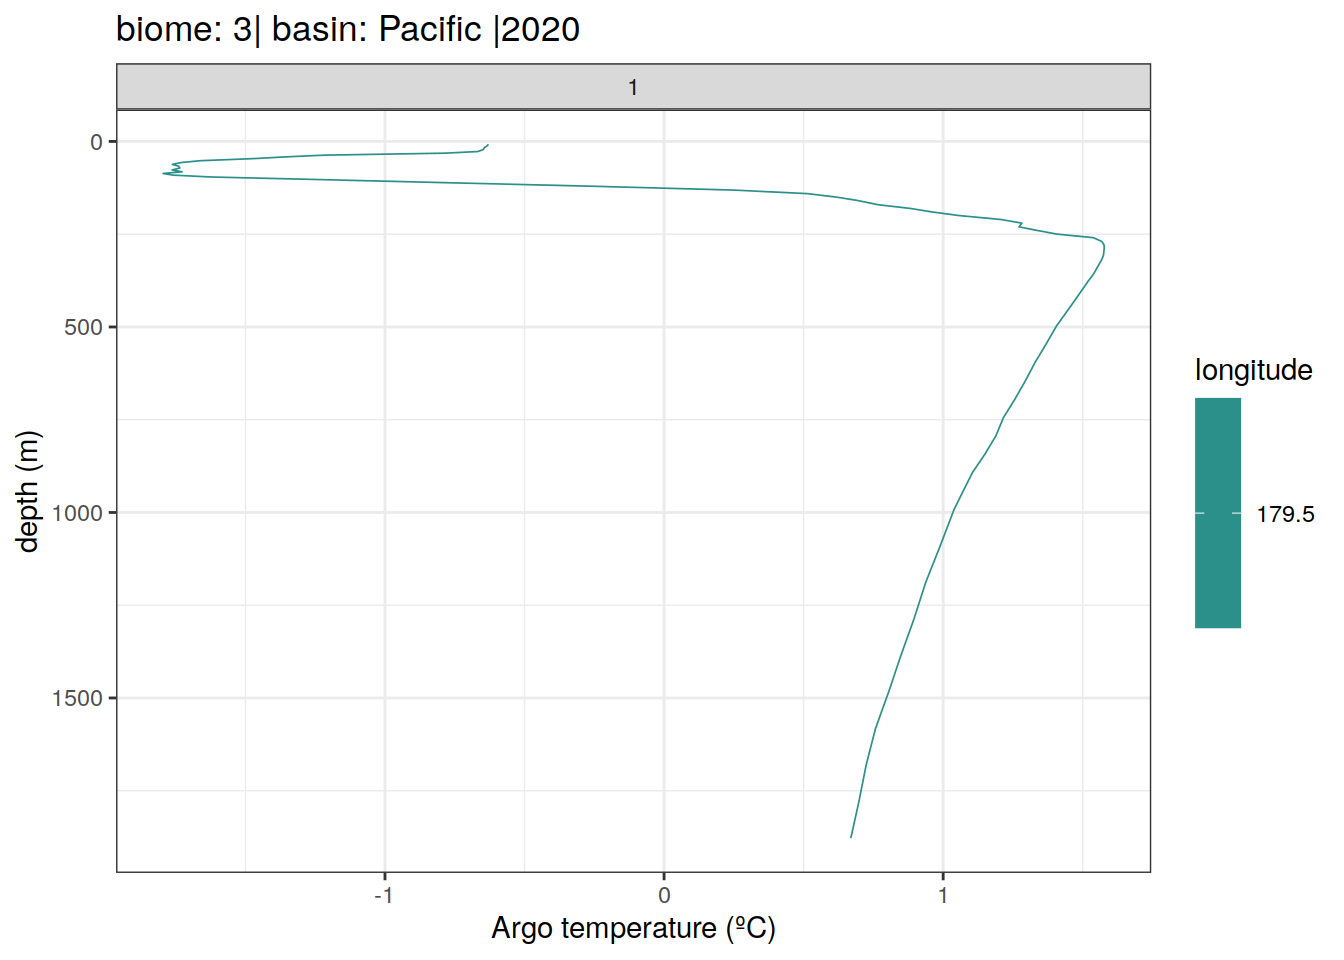 biome: 3| basin: Pacific |2020
1
0
500
1000
1500
depth (m)
-1 0 1
Argo temperature (ºC)
longitude
179.5